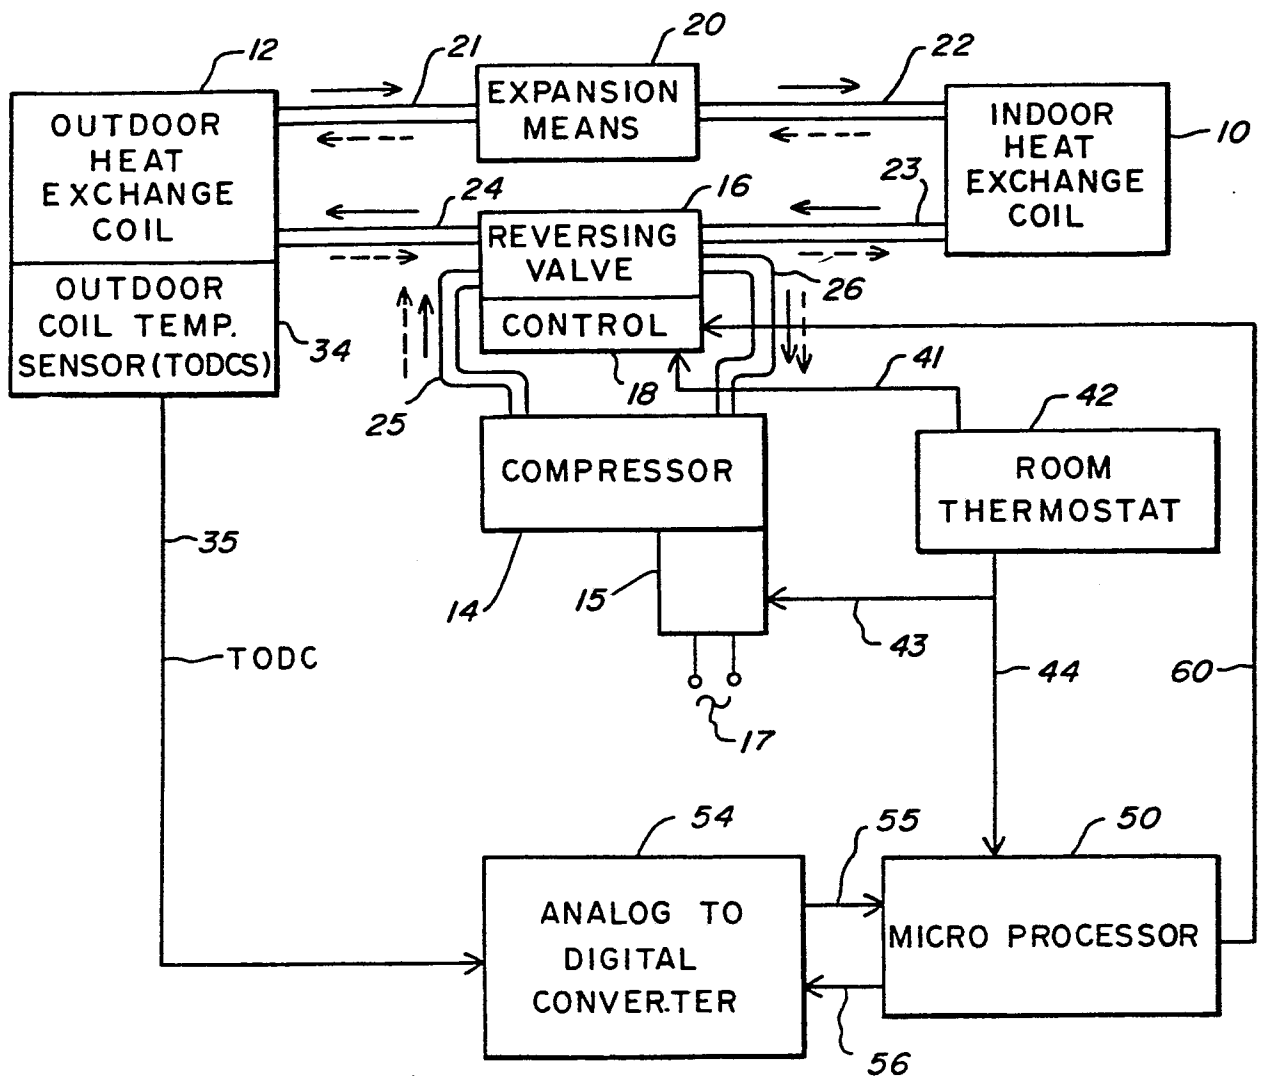 12
21
20
22
OUTDOOR
HEAT
EXCHANGE
COIL
EXPANSION
MEANS
INDOOR
HEAT
EXCHANGE
COIL
10
24
16
23
REVERSING
VALVE
26
OUTDOOR
COIL TEMP.
SENSOR (TODCS)
34
CONTROL
18
25
41
42
COMPRESSOR
ROOM
THERMOSTAT
35
14
15
43
TODC
44
60
17
54
55
50
ANALOG TO
DIGITAL
CONVERTER
MICRO PROCESSOR
56